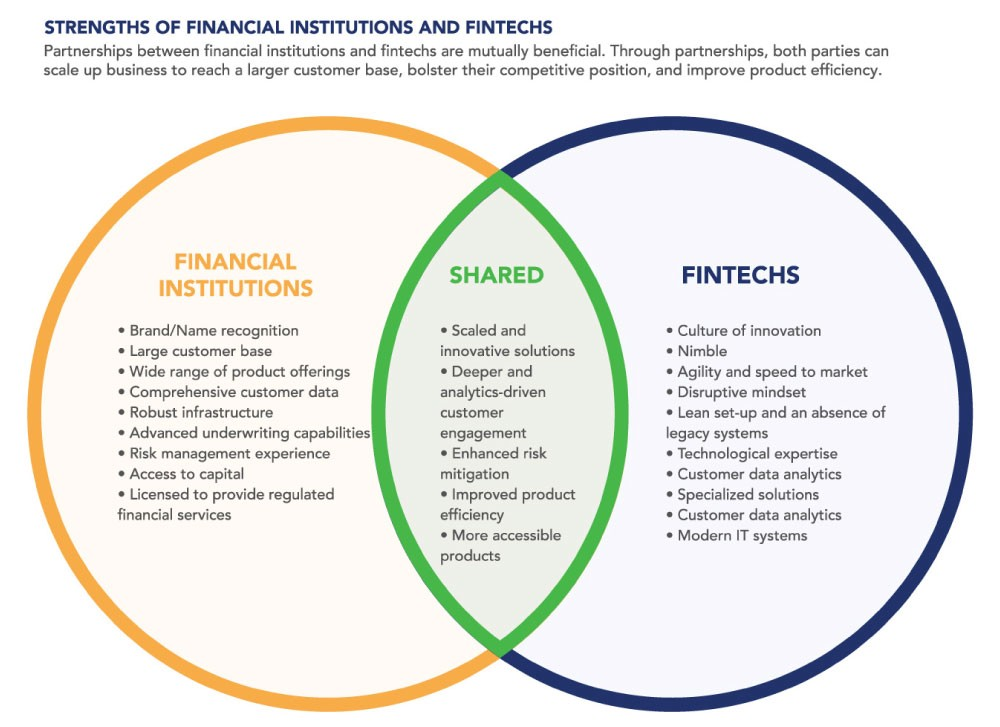 STRENGTHS OF FINANCIAL INSTITUTIONS AND FINTECHS
Partnerships between financial institutions and fintechs are mutually beneficial. Through partnerships, both parties can
scale up business to reach a larger customer base, bolster their competitive position, and improve product efficiency.
FINANCIAL
INSTITUTIONS
• Brand/Name recognition
• Large customer base
• Wide range of product offerings
• Comprehensive customer data
• Robust infrastructure
• Advanced underwriting capabilities
• Risk management experience
• Access to capital
• Licensed to provide regulated
financial services
SHARED
• Scaled and
innovative solutions
• Deeper and
analytics-driven
customer
engagement
• Enhanced risk
mitigation
• Improved product
efficiency
• More accessible
products
FINTECHS
• Culture of innovation
• Nimble
• Agility and speed to market
• Disruptive mindset
• Lean set-up and an absence of
legacy systems
• Technological expertise
• Customer data analytics
• Specialized solutions
• Customer data analytics
• Modern IT systems